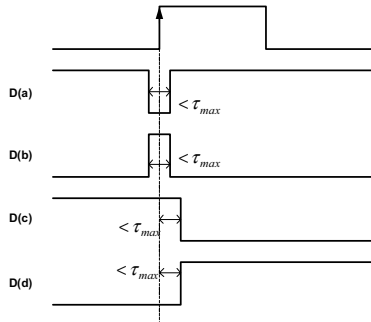 D(a)
< τmax
D(b)
< τmax
D(c)
< τmax
< τmax
D(d)